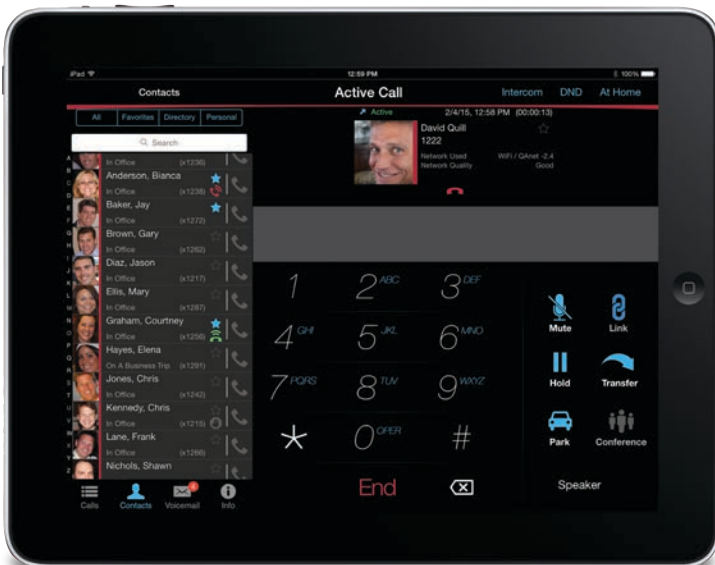 iPad 12:59 PM 100%
Contacts Active Call Intercom DND At Home
All Favorites Directory Personal
Search
Active 2/4/15, 12:58 PM (00:00:13)
David Quill
1222
Network Used WiFi / QAnet -2.4
Network Quality Good
In Office (x1236)
Anderson, Bianca
In Office (x1238)
Baker, Jay
In Office (x1272)
Brown, Gary
In Office (x1262)
Diaz, Jason
In Office (x1217)
Ellis, Mary
In Office (x1287)
Graham, Courtney
In Office (x1256)
Hayes, Elena
On A Business Trip (x1291)
Jones, Chris
In Office (x1242)
Kennedy, Chris
In Office (x1215)
Lane, Frank
In Office (x1266)
Nichols, Shawn
1 2 ABC 3 DEF
4 GHI 5 JKL 6 MNO
7 PQRS 8 TUV 9 WXYZ
* 0 OPER #
End
Mute Link
Hold Transfer
Park Conference
Speaker
Calls Contacts Voicemail 4 Info